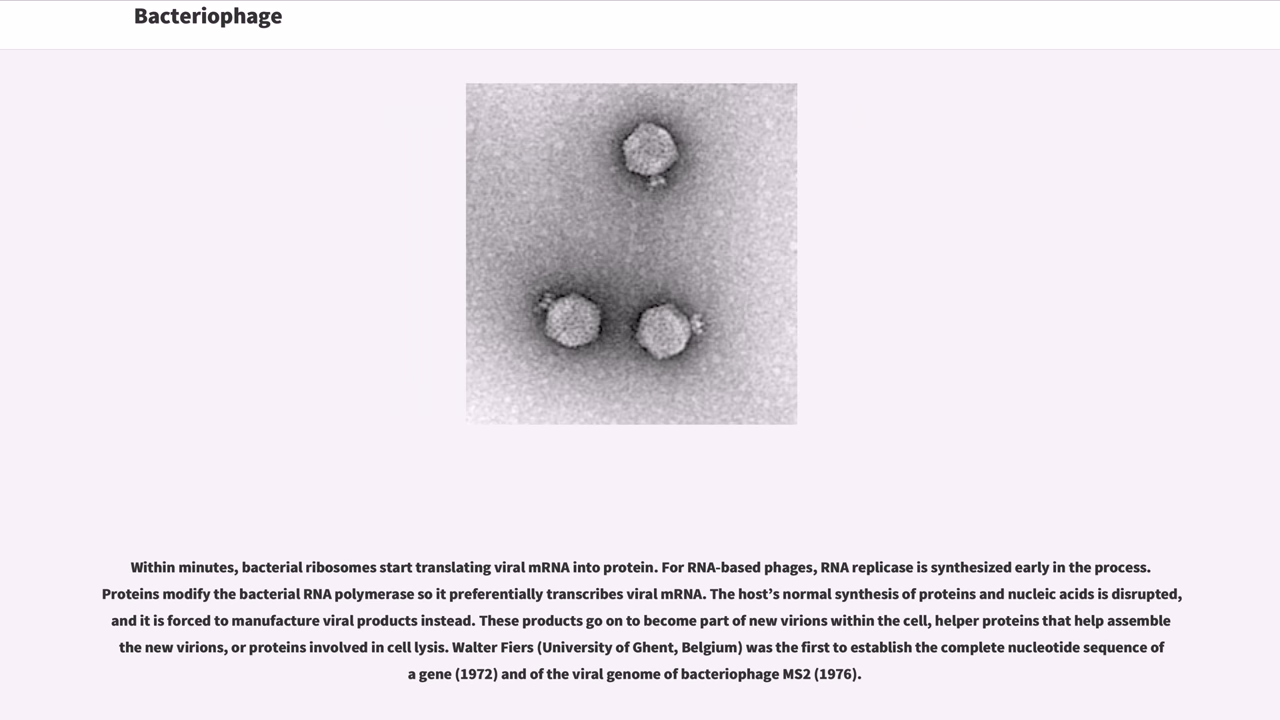 Bacteriophage
Within minutes, bacterial ribosomes start translating viral mRNA into protein. For RNA-based phages, RNA replicase is synthesized early in the process.
Proteins modify the bacterial RNA polymerase so it preferentially transcribes viral mRNA. The host’s normal synthesis of proteins and nucleic acids is disrupted,
and it is forced to manufacture viral products instead. These products go on to become part of new virions within the cell, helper proteins that help assemble
the new virions, or proteins involved in cell lysis. Walter Fiers (University of Ghent, Belgium) was the first to establish the complete nucleotide sequence of
a gene (1972) and of the viral genome of bacteriophage MS2 (1976).